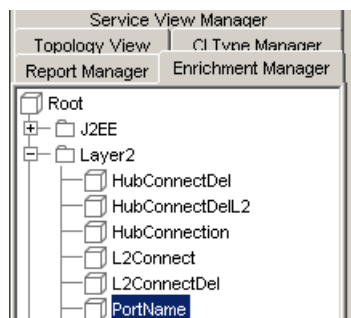 Service View Manager
Topology View CI Type Manager
Report Manager Enrichment Manager
Root
J2EE
Layer2
HubConnectDel
HubConnectDelL2
HubConnection
L2Connect
L2ConnectDel
PortName